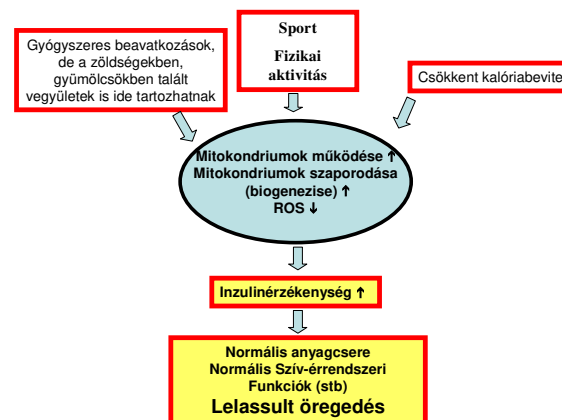 Gyógyszeres beavatkozások,
de a zöldségekben,
gyümölcsökben talált
vegyületek is ide tartozhatnak
Sport
Fizikai
aktivitás
Csökkent kalóriabevite
Mitokondriumok működése ↑
Mitokondriumok szaporodása
(biogenezise) ↑
ROS ↓
Inzulinérzékenység ↑
Normális anyagcsere
Normális Szív-érrendszeri
Funkciók (stb)
Lelassult öregedés